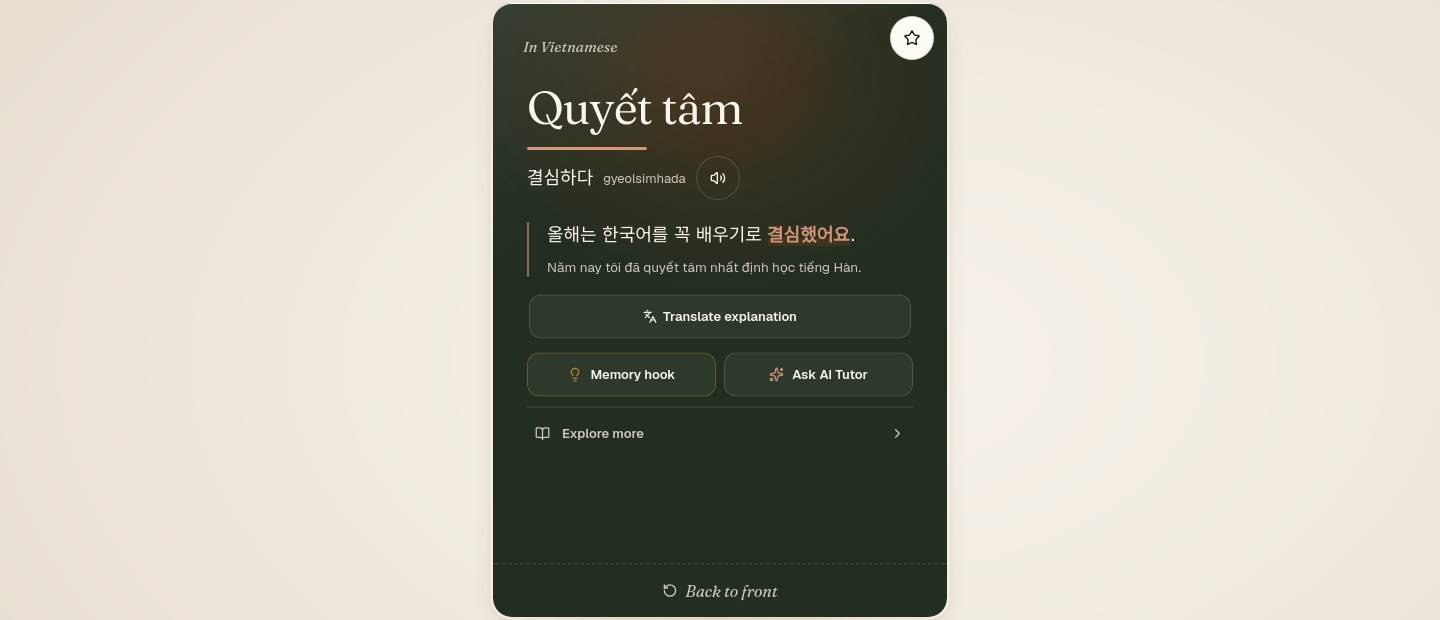 In Vietnamese
Quyết tâm
결심하다 gyeolsimhada
올해는 한국어를 꼭 배우기로 결심했어요.
Năm nay tôi đã quyết tâm nhất định học tiếng Hàn.
Translate explanation
Memory hook
Ask AI Tutor
Explore more
Back to front